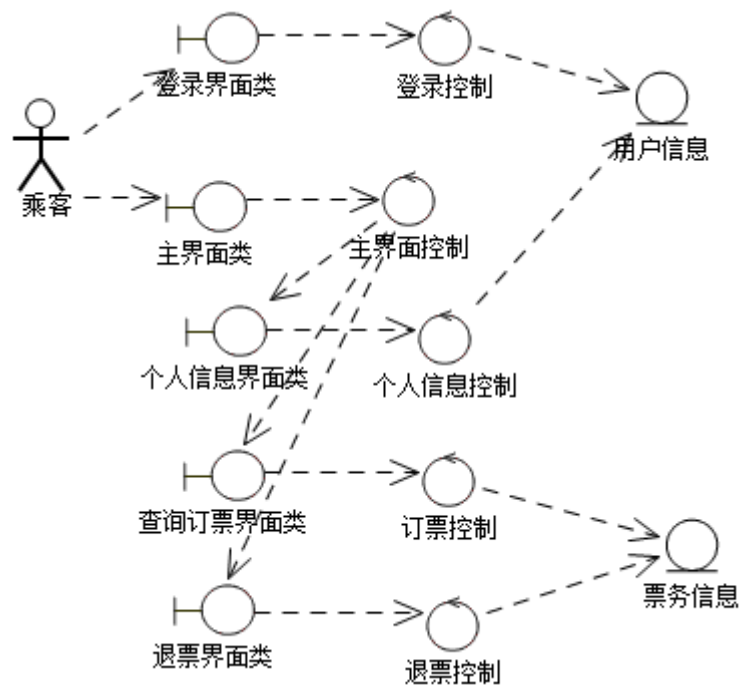 登录界面类
登录控制
用户信息
乘客
主界面类
主界面控制
个人信息界面类
个人信息控制
查询订票界面类
订票控制
票务信息
退票界面类
退票控制